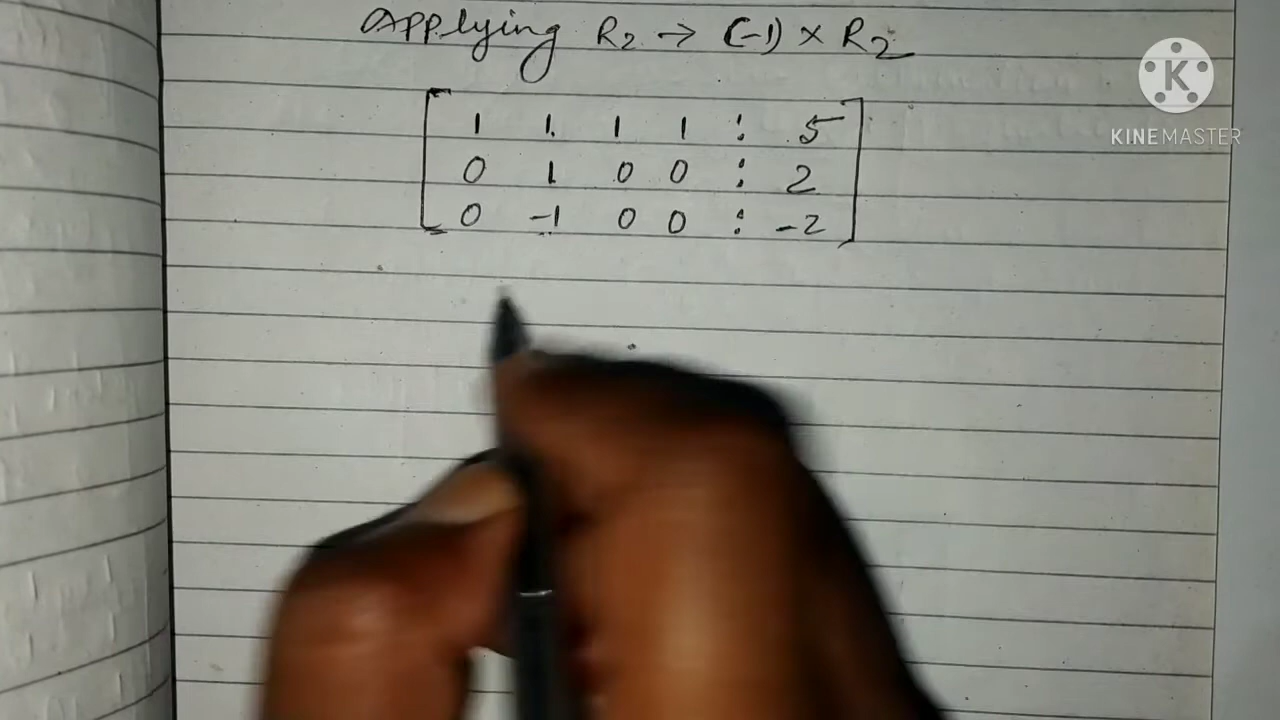 Applying R2 → (-1) × R2
1 1 1 1 : 5
0 1 0 0 : 2
0 -1 0 0 : -2
K
KINEMASTER